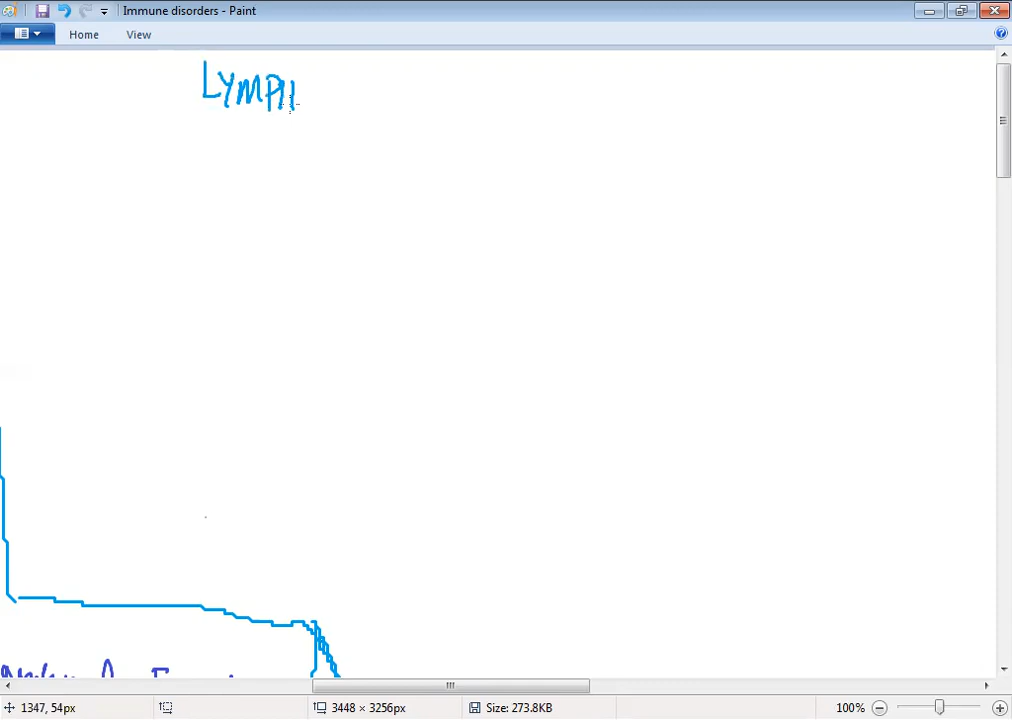 Immune disorders - Paint
Home View
LYMPH
1347, 54px 3448 × 3256px Size: 273.8KB 100%